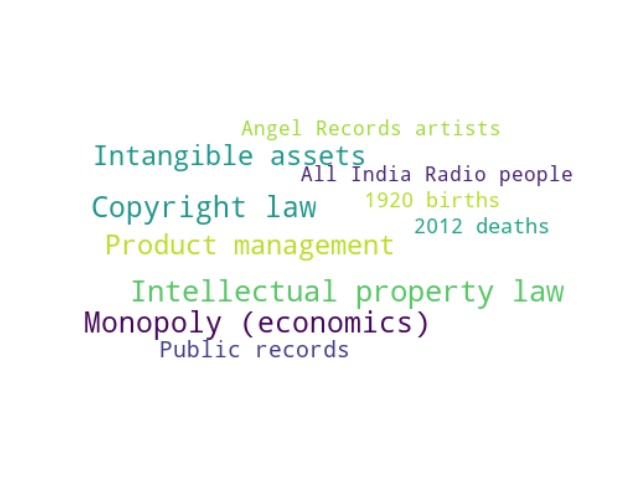 Angel Records artists
Intangible assets
All India Radio people
1920 births
Copyright law
2012 deaths
Product management
Intellectual property law
Monopoly (economics)
Public records